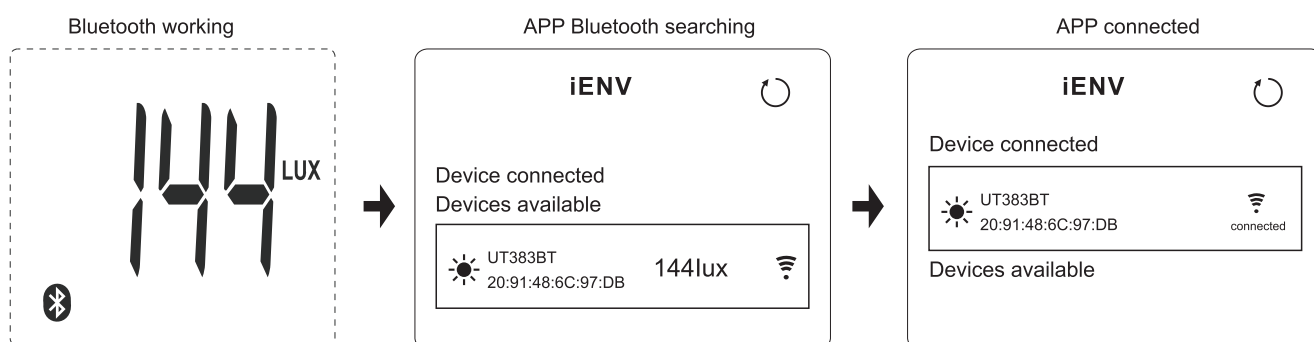 Bluetooth working
144 LUX
APP Bluetooth searching
iENV
Device connected
Devices available
UT383BT
20:91:48:6C:97:DB
144lux
APP connected
iENV
Device connected
UT383BT
20:91:48:6C:97:DB
connected
Devices available